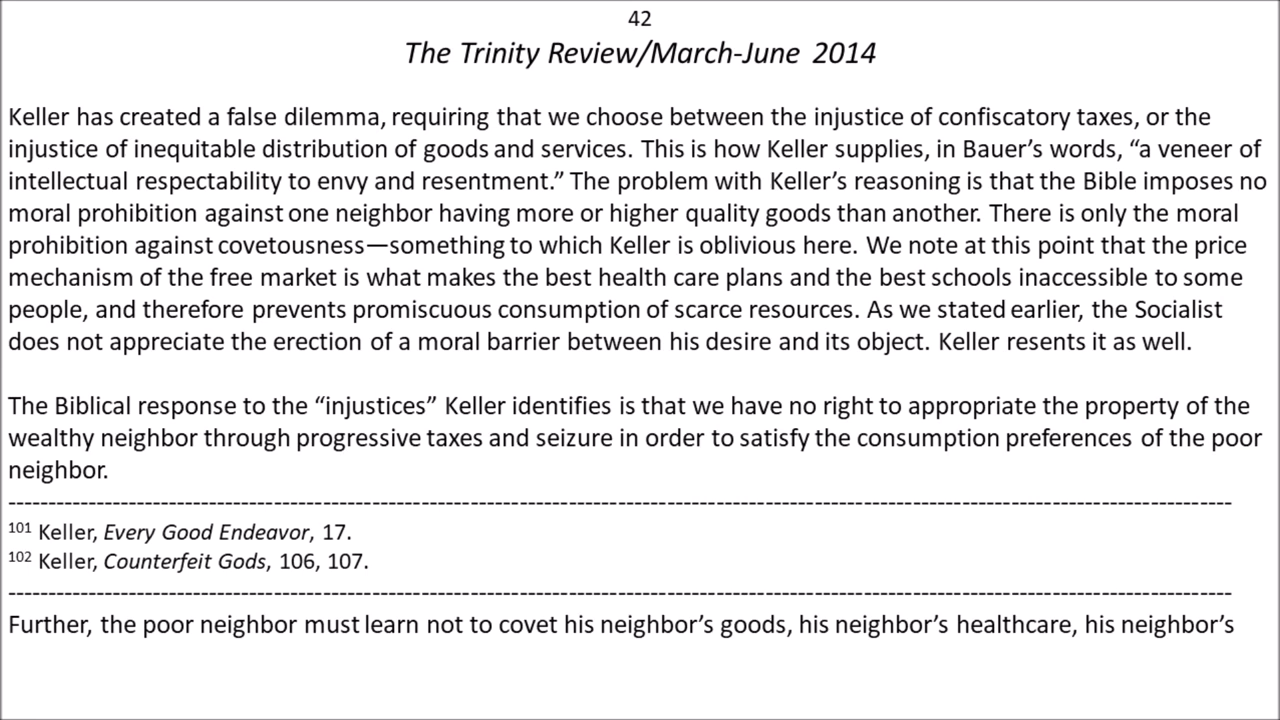 42
The Trinity Review/March-June 2014
Keller has created a false dilemma, requiring that we choose between the injustice of confiscatory taxes, or the
injustice of inequitable distribution of goods and services. This is how Keller supplies, in Bauer’s words, “a veneer of
intellectual respectability to envy and resentment.” The problem with Keller’s reasoning is that the Bible imposes no
moral prohibition against one neighbor having more or higher quality goods than another. There is only the moral
prohibition against covetousness—something to which Keller is oblivious here. We note at this point that the price
mechanism of the free market is what makes the best health care plans and the best schools inaccessible to some
people, and therefore prevents promiscuous consumption of scarce resources. As we stated earlier, the Socialist
does not appreciate the erection of a moral barrier between his desire and its object. Keller resents it as well.
The Biblical response to the “injustices” Keller identifies is that we have no right to appropriate the property of the
wealthy neighbor through progressive taxes and seizure in order to satisfy the consumption preferences of the poor
neighbor.
---------------------------------------------------------------------------------------------------------------------------------------------------------
101 Keller, Every Good Endeavor, 17.
102 Keller, Counterfeit Gods, 106, 107.
---------------------------------------------------------------------------------------------------------------------------------------------------------
Further, the poor neighbor must learn not to covet his neighbor’s goods, his neighbor’s healthcare, his neighbor’s